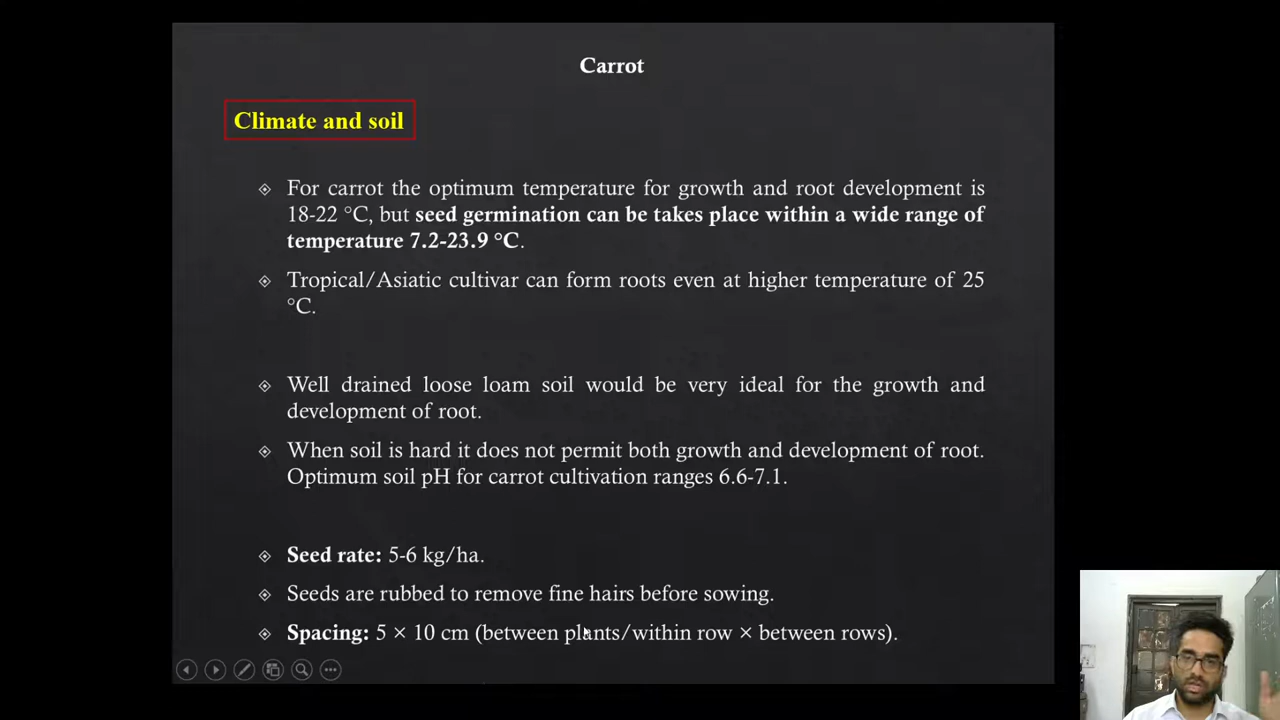 Carrot
Climate and soil
For carrot the optimum temperature for growth and root development is
18-22 °C, but seed germination can be takes place within a wide range of
temperature 7.2-23.9 °C.
Tropical/Asiatic cultivar can form roots even at higher temperature of 25
°C.
Well drained loose loam soil would be very ideal for the growth and
development of root.
When soil is hard it does not permit both growth and development of root.
Optimum soil pH for carrot cultivation ranges 6.6-7.1.
Seed rate: 5-6 kg/ha.
Seeds are rubbed to remove fine hairs before sowing.
Spacing: 5 × 10 cm (between plants/within row × between rows).